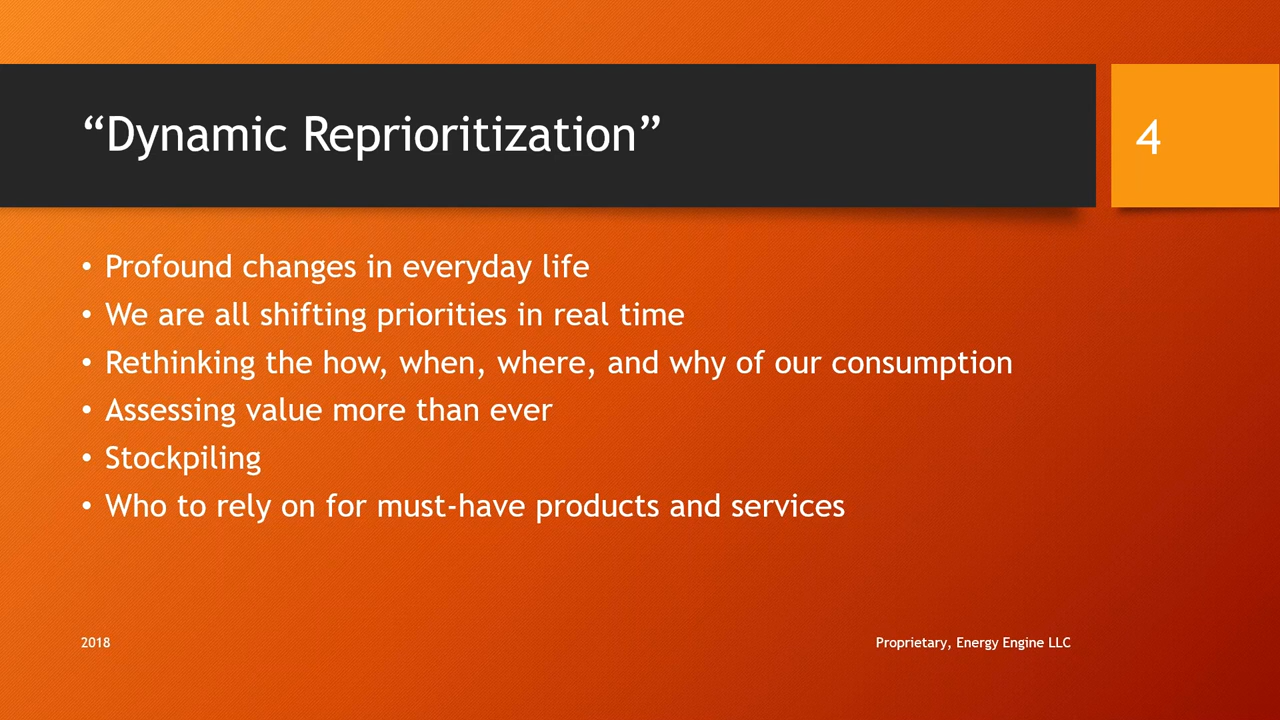 “Dynamic Reprioritization”
4
• Profound changes in everyday life
• We are all shifting priorities in real time
• Rethinking the how, when, where, and why of our consumption
• Assessing value more than ever
• Stockpiling
• Who to rely on for must-have products and services
2018
Proprietary, Energy Engine LLC